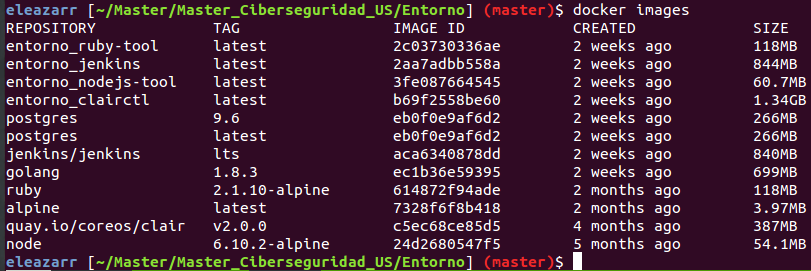 eleazarr [~/Master/Master_Ciberseguridad_US/Entorno] (master)$ docker images
REPOSITORY TAG IMAGE ID CREATED SIZE
entorno_ruby-tool latest 2c03730336ae 2 weeks ago 118MB
entorno_jenkins latest 2aa7adbb558a 2 weeks ago 844MB
entorno_nodejs-tool latest 3fe087664545 2 weeks ago 60.7MB
entorno_clairctl latest b69f2558be60 2 weeks ago 1.34GB
postgres 9.6 eb0f0e9af6d2 2 weeks ago 266MB
postgres latest eb0f0e9af6d2 2 weeks ago 266MB
jenkins/jenkins lts aca6340878dd 2 weeks ago 840MB
golang 1.8.3 ec1b36e59395 2 weeks ago 699MB
ruby 2.1.10-alpine 614872f94ade 2 months ago 118MB
alpine latest 7328f6f8b418 2 months ago 3.97MB
quay.io/coreos/clair v2.0.0 c5ec68ce85d5 4 months ago 387MB
node 6.10.2-alpine 24d2680547f5 5 months ago 54.1MB
eleazarr [~/Master/Master_Ciberseguridad_US/Entorno] (master)$